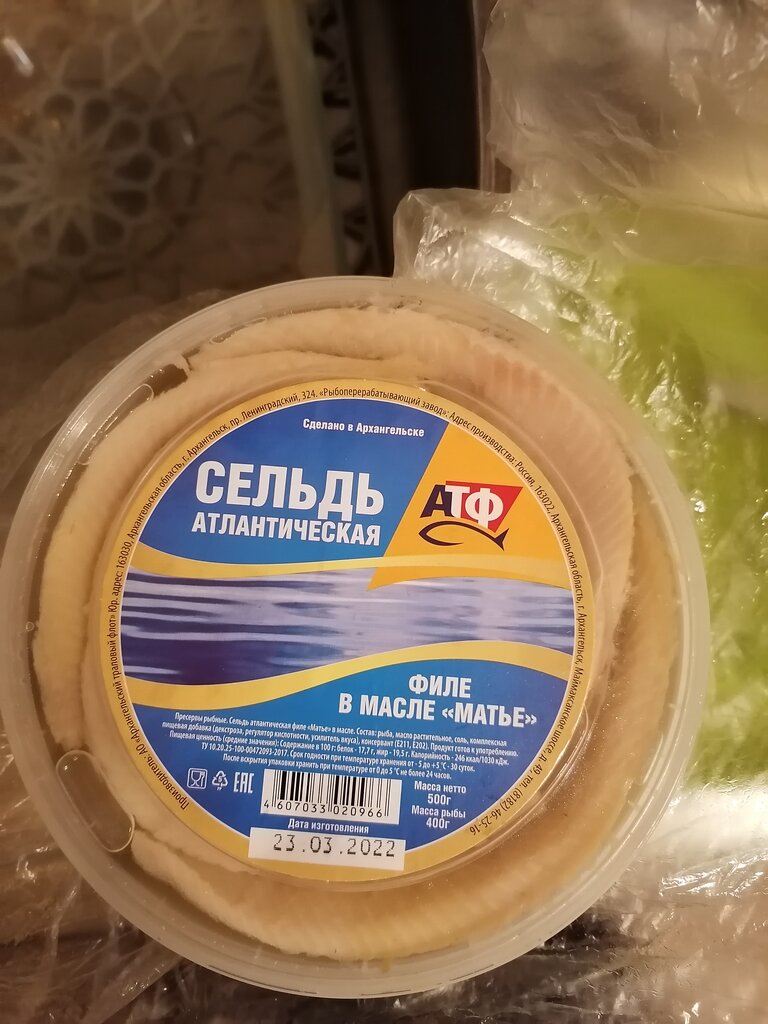 Производитель: АО «Архангельский траловый флот» Юр. адрес: 163030, Архангельская область, г. Архангельск, пр. Ленинградский, 324. «Рыбоперерабатывающий завод»: Адрес производства: Россия, 163022, Архангельская область, г. Архангельск, Маймаксанское шоссе, д. 49, тел. (8182) 46-25-16
Сделано в Архангельске
АТФ
СЕЛЬДЬ
АТЛАНТИЧЕСКАЯ
ФИЛЕ
В МАСЛЕ «МАТЬЕ»
Пресервы рыбные. Сельдь атлантическая филе «Матье» в масле. Состав: рыба, масло растительное, соль, комплексная
пищевая добавка (декстроза, регулятор кислотности, усилитель вкуса), консервант (Е211, Е202). Продукт готов к употреблению.
Пищевая ценность (средние значения): Содержание в 100 г: белок - 17,7 г, жир - 19,5 г. Калорийность - 246 ккал/1030 кДж.
ТУ 10.20.25-100-00472093-2017. Срок годности при температуре хранения от - 5 до +5 °С - 30 суток.
После вскрытия упаковки хранить при температуре от 0 до 5 °С не более 24 часов.
EAC
4 607033 020966
Масса нетто
500г
Масса рыбы
400г
Дата изготовления
23.03.2022